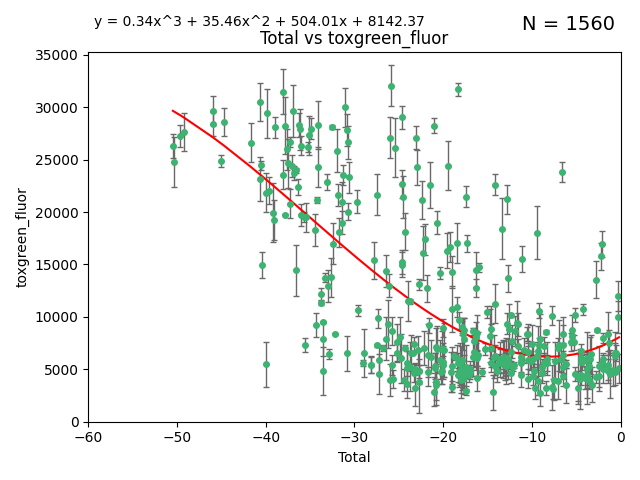 y = 0.34x^3 + 35.46x^2 + 504.01x + 8142.37
N = 1560
Total vs toxgreen_fluor
35000
30000
25000
20000
15000
10000
5000
0
toxgreen_fluor
−60 −50 −40 −30 −20 −10 0
Total